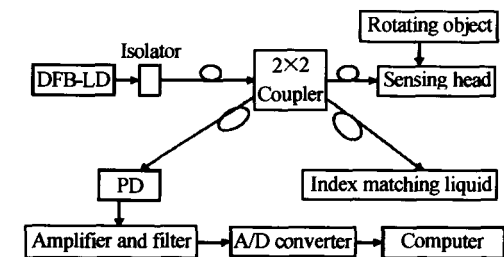 Rotating object
Isolator
DFB-LD
2×2
Coupler
Sensing head
PD
Index matching liquid
Amplifier and filter
A/D converter
Computer